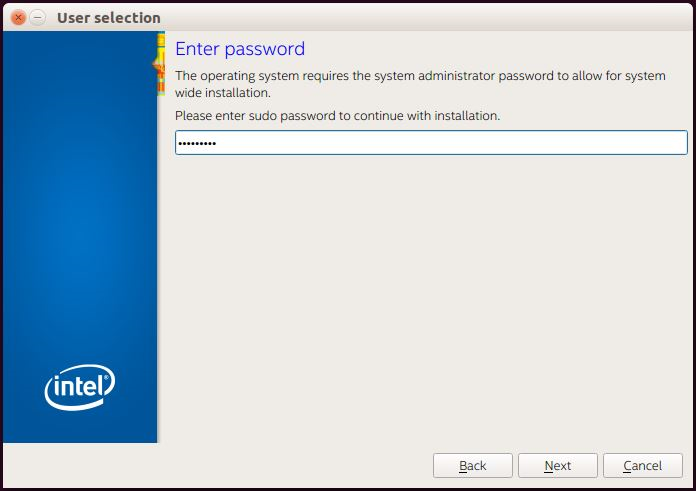 User selection
Enter password
The operating system requires the system administrator password to allow for system
wide installation.
Please enter sudo password to continue with installation.
•••••••••
intel®
Back
Next
Cancel